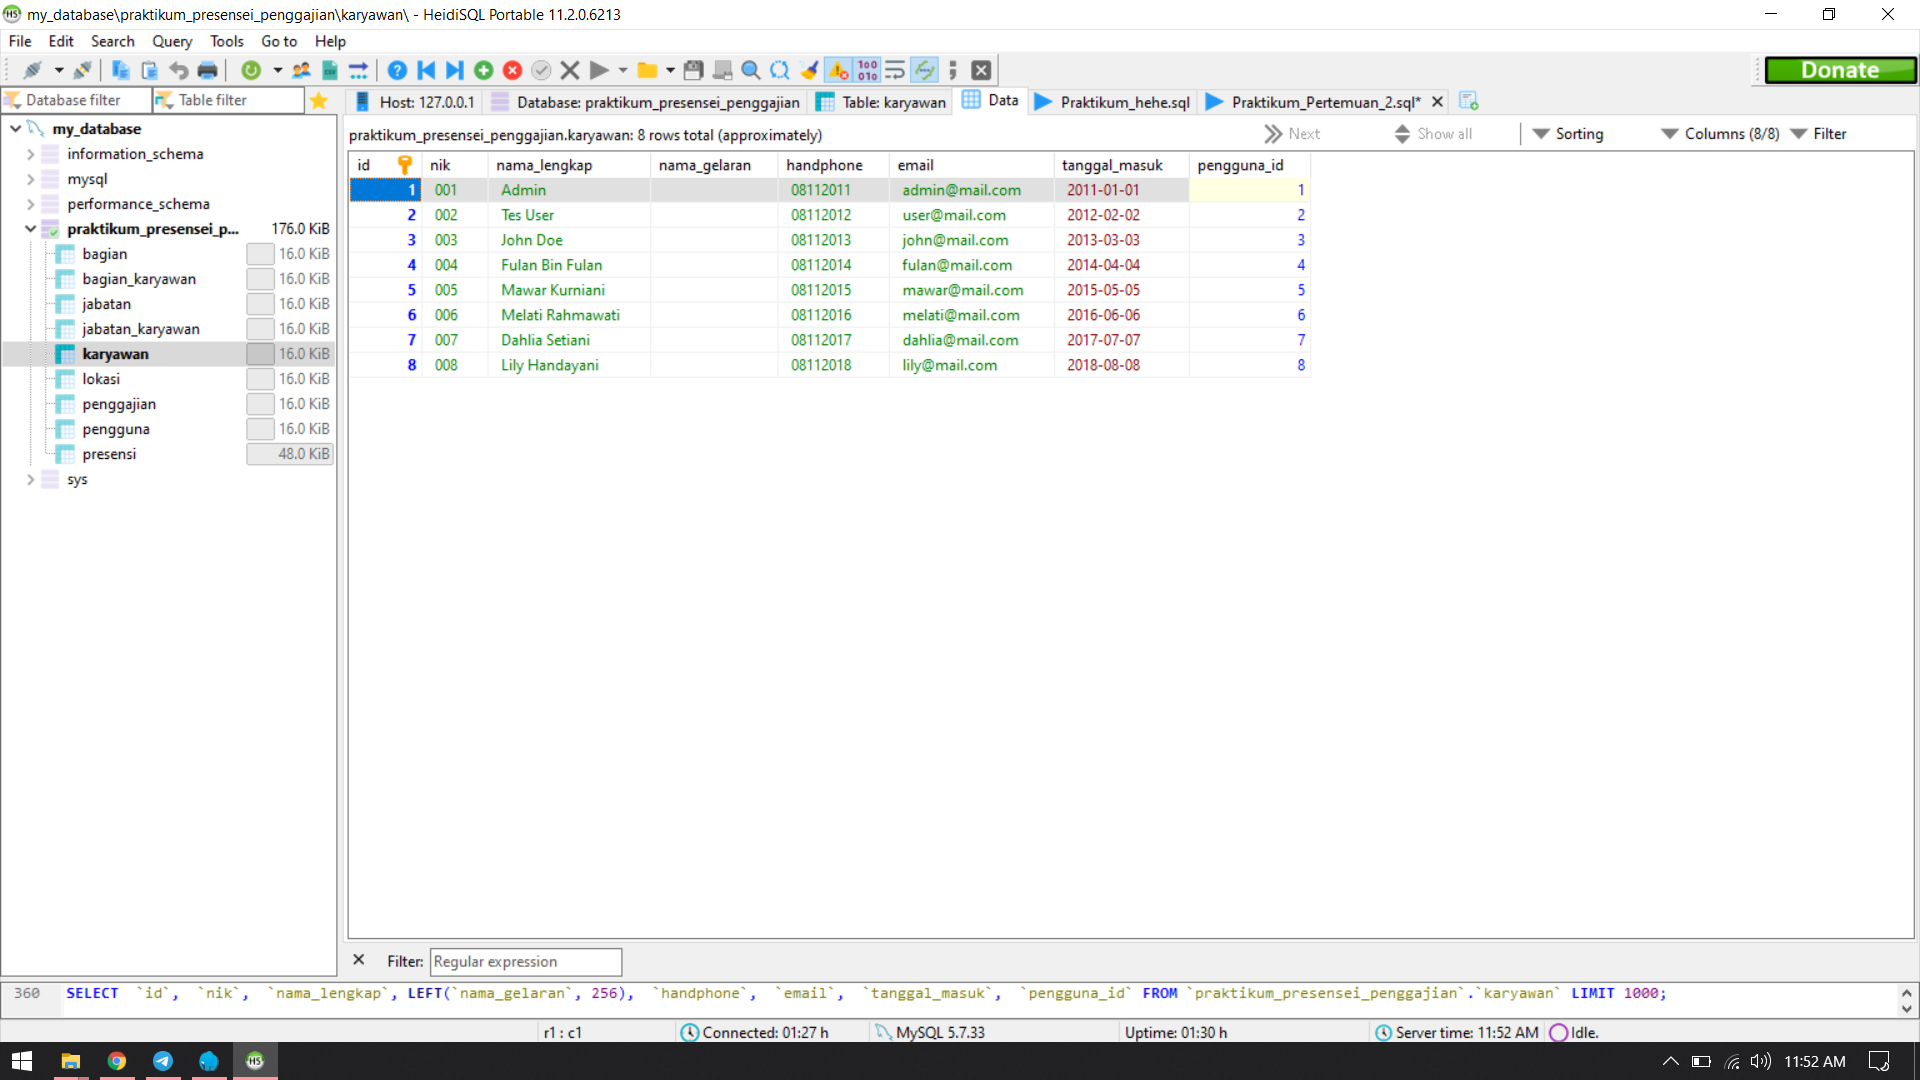 my_database\praktikum_presensei_penggajian\karyawan\ - HeidiSQL Portable 11.2.0.6213
File Edit Search Query Tools Go to Help
Donate
Database filter Table filter
Host: 127.0.0.1 Database: praktikum_presensei_penggajian Table: karyawan Data Praktikum_hehe.sql Praktikum_Pertemuan_2.sql*
my_database
information_schema
mysql
performance_schema
praktikum_presensei_p... 176.0 KiB
bagian 16.0 KiB
bagian_karyawan 16.0 KiB
jabatan 16.0 KiB
jabatan_karyawan 16.0 KiB
karyawan 16.0 KiB
lokasi 16.0 KiB
penggajian 16.0 KiB
pengguna 16.0 KiB
presensi 48.0 KiB
sys
praktikum_presensei_penggajian.karyawan: 8 rows total (approximately) Next Show all Sorting Columns (8/8) Filter
id nik nama_lengkap nama_gelaran handphone email tanggal_masuk pengguna_id
1 001 Admin 08112011 admin@mail.com 2011-01-01 1
2 002 Tes User 08112012 user@mail.com 2012-02-02 2
3 003 John Doe 08112013 john@mail.com 2013-03-03 3
4 004 Fulan Bin Fulan 08112014 fulan@mail.com 2014-04-04 4
5 005 Mawar Kurniani 08112015 mawar@mail.com 2015-05-05 5
6 006 Melati Rahmawati 08112016 melati@mail.com 2016-06-06 6
7 007 Dahlia Setiani 08112017 dahlia@mail.com 2017-07-07 7
8 008 Lily Handayani 08112018 lily@mail.com 2018-08-08 8
Filter: Regular expression
360 SELECT `id`, `nik`, `nama_lengkap`, LEFT(`nama_gelaran`, 256), `handphone`, `email`, `tanggal_masuk`, `pengguna_id` FROM `praktikum_presensei_penggajian`.`karyawan` LIMIT 1000;
r1 : c1 Connected: 01:27 h MySQL 5.7.33 Uptime: 01:30 h Server time: 11:52 AM Idle.
11:52 AM